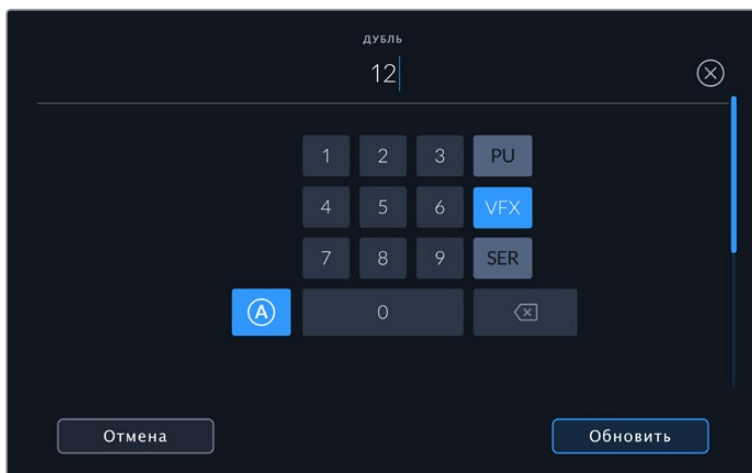 ДУБЛЬ
12
1 2 3 PU
4 5 6 VFX
7 8 9 SER
A 0
Отмена Обновить